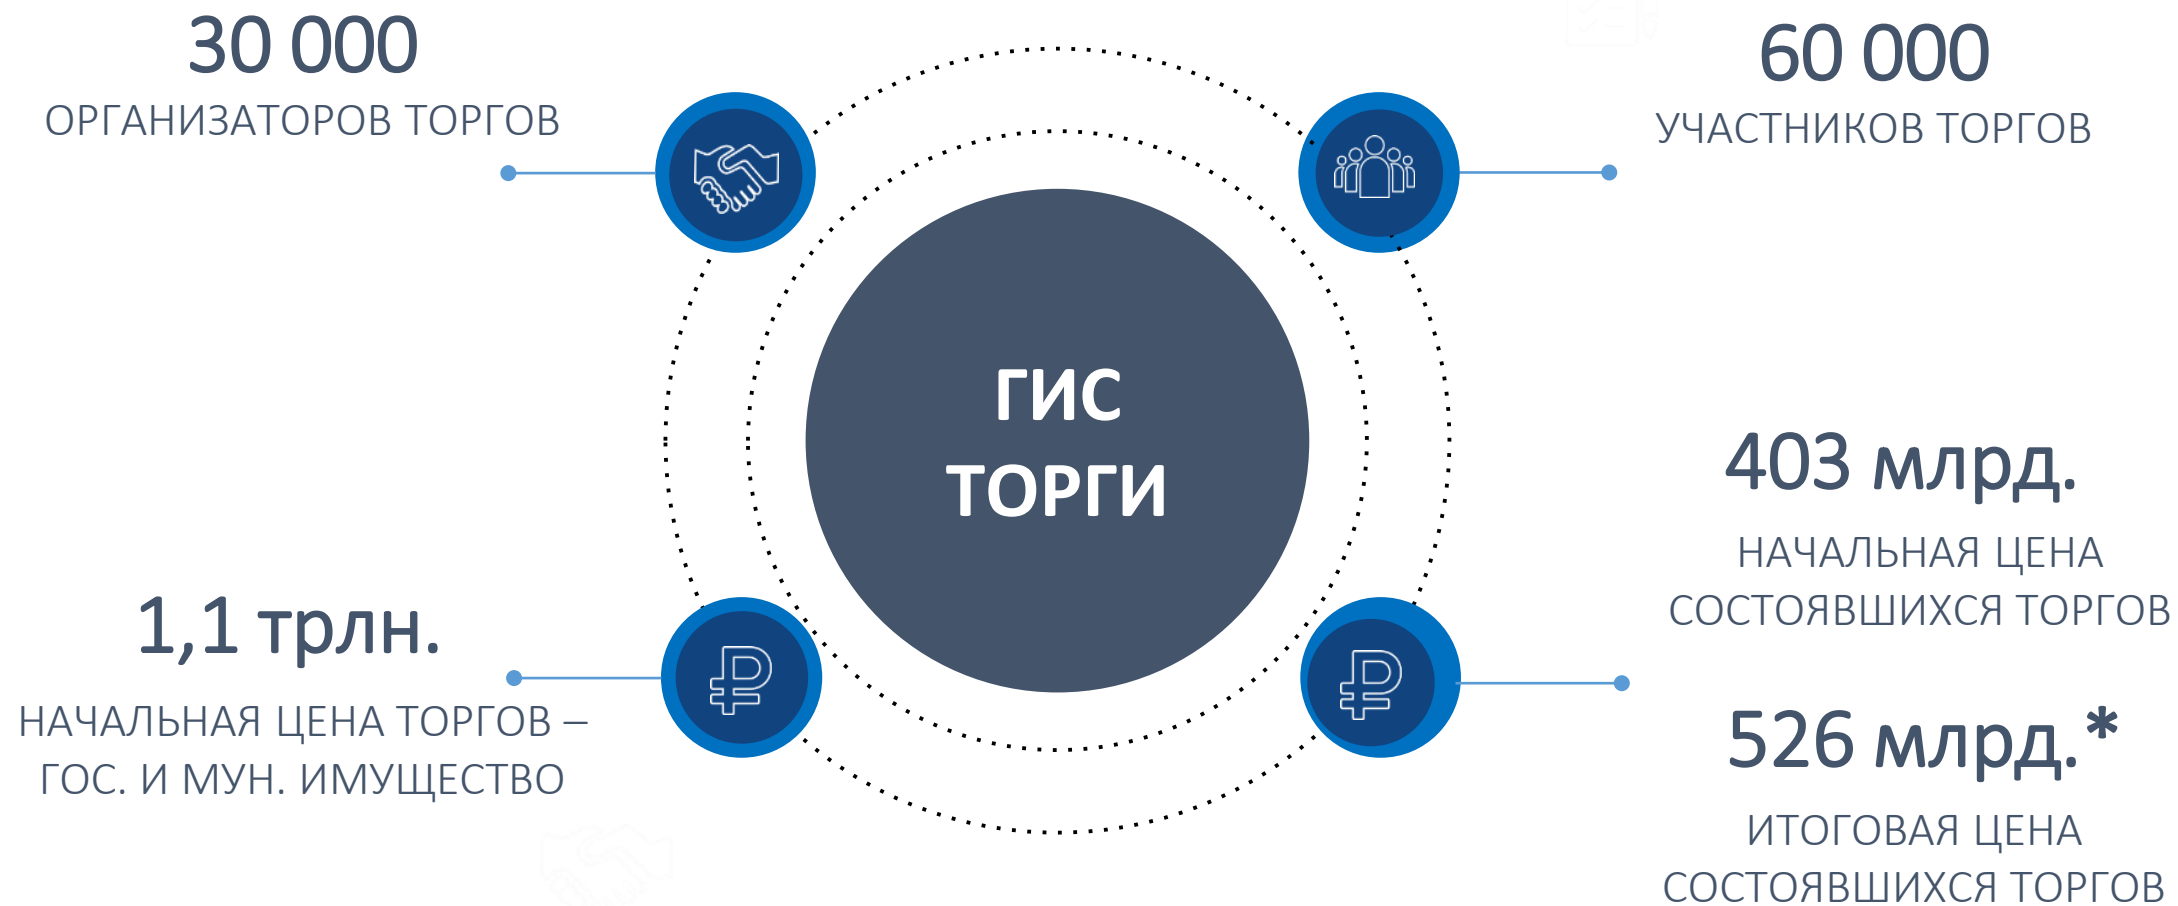 30 000
ОРГАНИЗАТОРОВ ТОРГОВ
60 000
УЧАСТНИКОВ ТОРГОВ
ГИС
ТОРГИ
1,1 трлн.
НАЧАЛЬНАЯ ЦЕНА ТОРГОВ –
ГОС. И МУН. ИМУЩЕСТВО
403 млрд.
НАЧАЛЬНАЯ ЦЕНА
СОСТОЯВШИХСЯ ТОРГОВ
526 млрд.*
ИТОГОВАЯ ЦЕНА
СОСТОЯВШИХСЯ ТОРГОВ